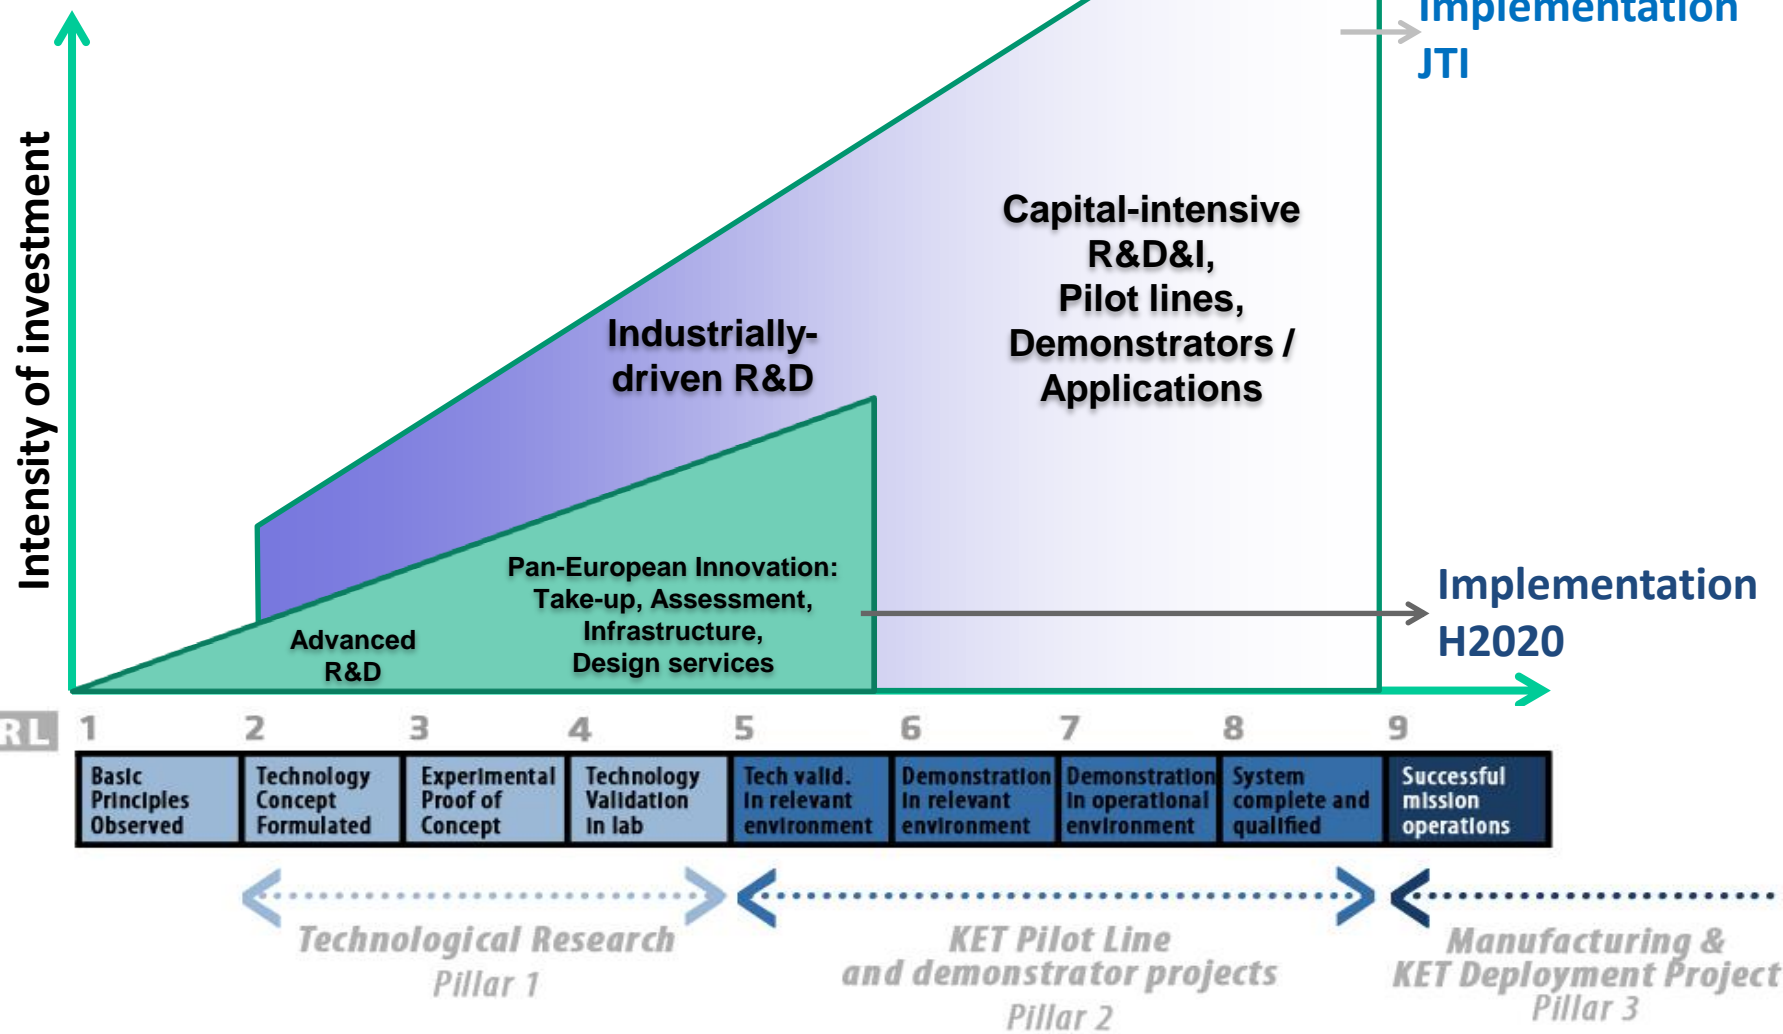 Implementation
JTI
Intensity of investment
Capital-intensive
R&D&I,
Pilot lines,
Demonstrators /
Applications
Industrially-
driven R&D
Pan-European Innovation:
Take-up, Assessment,
Infrastructure,
Design services
Advanced
R&D
Implementation
H2020
RL 1 2 3 4 5 6 7 8 9
Basic
Principles
Observed
Technology
Concept
Formulated
Experimental
Proof of
Concept
Technology
Validation
in lab
Tech valid.
in relevant
environment
Demonstration
in relevant
environment
Demonstration
in operational
environment
System
complete and
qualified
Successful
mission
operations
Technological Research
Pillar 1
KET Pilot Line
and demonstrator projects
Pillar 2
Manufacturing &
KET Deployment Project
Pillar 3